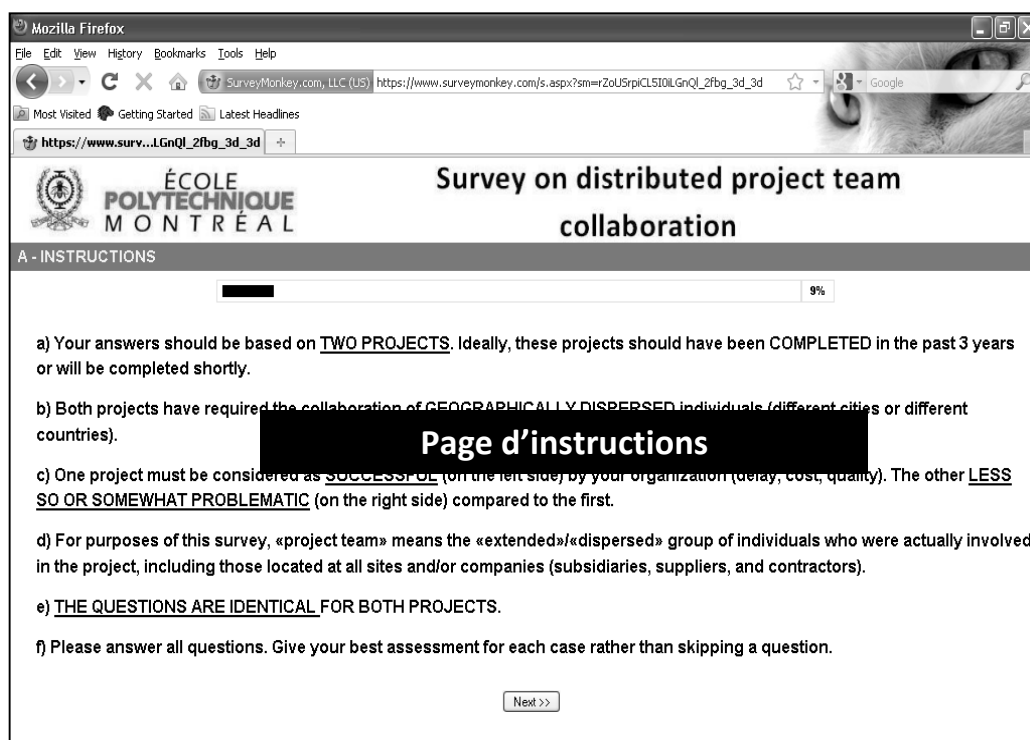 Mozilla Firefox
File Edit View History Bookmarks Tools Help
SurveyMonkey.com, LLC (US) https://www.surveymonkey.com/s.aspx?sm=rZoUSrpiCL5I0iLGnQl_2fbg_3d_3d Google
Most Visited Getting Started Latest Headlines
https://www.surv...LGnQl_2fbg_3d_3d
ÉCOLE
POLYTECHNIQUE
MONTRÉAL
Survey on distributed project team
collaboration
A - INSTRUCTIONS
9%
a) Your answers should be based on TWO PROJECTS. Ideally, these projects should have been COMPLETED in the past 3 years
or will be completed shortly.
b) Both projects have required the collaboration of GEOGRAPHICALLY DISPERSED individuals (different cities or different
countries).
Page d’instructions
c) One project must be considered as SUCCESSFUL (on the left side) by your organization (delay, cost, quality). The other LESS
SO OR SOMEWHAT PROBLEMATIC (on the right side) compared to the first.
d) For purposes of this survey, «project team» means the «extended»/«dispersed» group of individuals who were actually involved
in the project, including those located at all sites and/or companies (subsidiaries, suppliers, and contractors).
e) THE QUESTIONS ARE IDENTICAL FOR BOTH PROJECTS.
f) Please answer all questions. Give your best assessment for each case rather than skipping a question.
Next >>